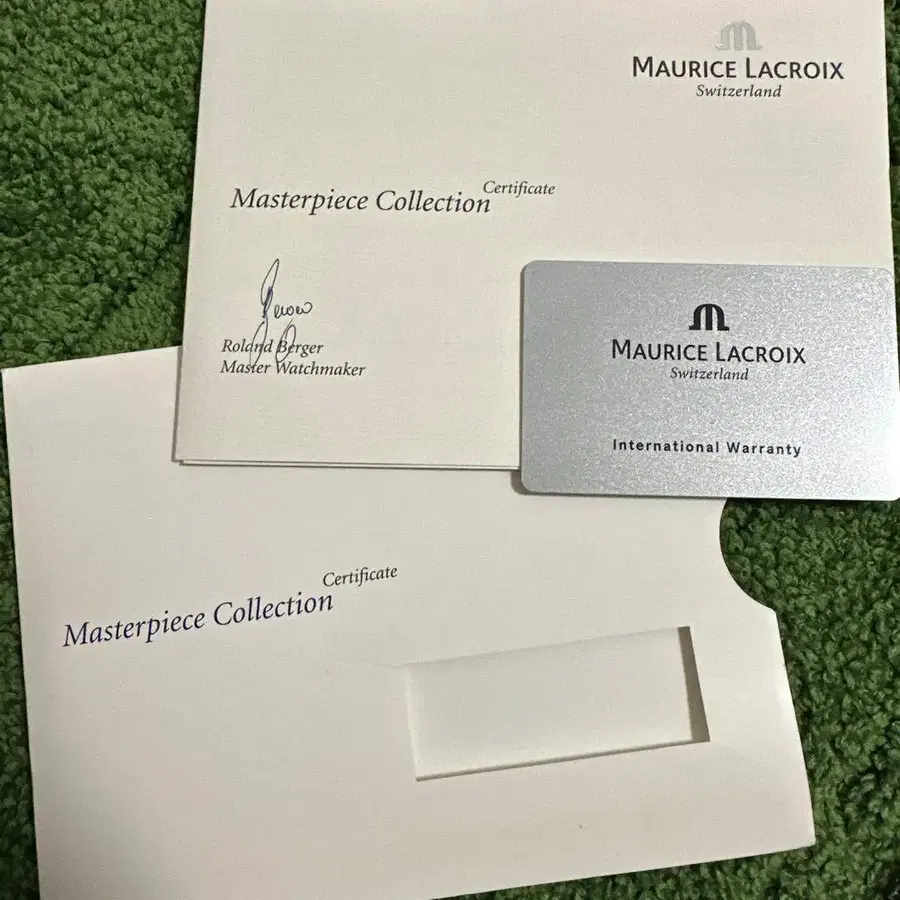 MAURICE LACROIX
Switzerland
Masterpiece Collection Certificate
Roland Berger
Master Watchmaker
MAURICE LACROIX
Switzerland
International Warranty
Masterpiece Collection Certificate